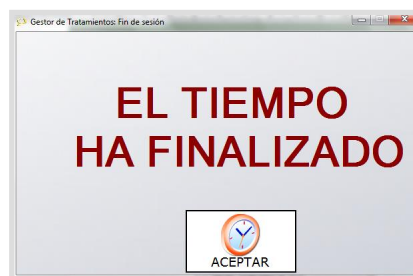 Gestor de Tratamientos: Fin de sesión
EL TIEMPO
HA FINALIZADO
ACEPTAR